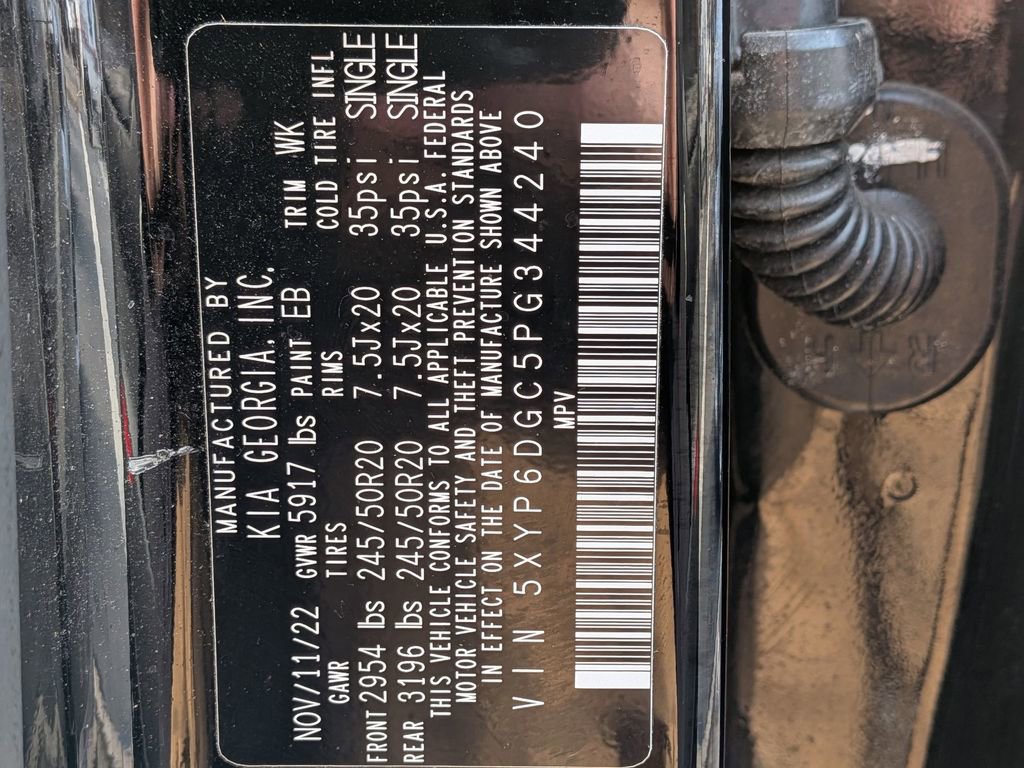 MANUFACTURED BY
KIA GEORGIA, INC.
NOV/11/22 GVWR 5917 lbs PAINT EB TRIM WK
GAWR TIRES RIMS COLD TIRE INFL
FRONT 2954 lbs 245/50R20 7.5Jx20 35psi SINGLE
REAR 3196 lbs 245/50R20 7.5Jx20 35psi SINGLE
THIS VEHICLE CONFORMS TO ALL APPLICABLE U.S.A. FEDERAL
MOTOR VEHICLE SAFETY AND THEFT PREVENTION STANDARDS
IN EFFECT ON THE DATE OF MANUFACTURE SHOWN ABOVE
VIN 5XYP6DGC5PG344240
MPV